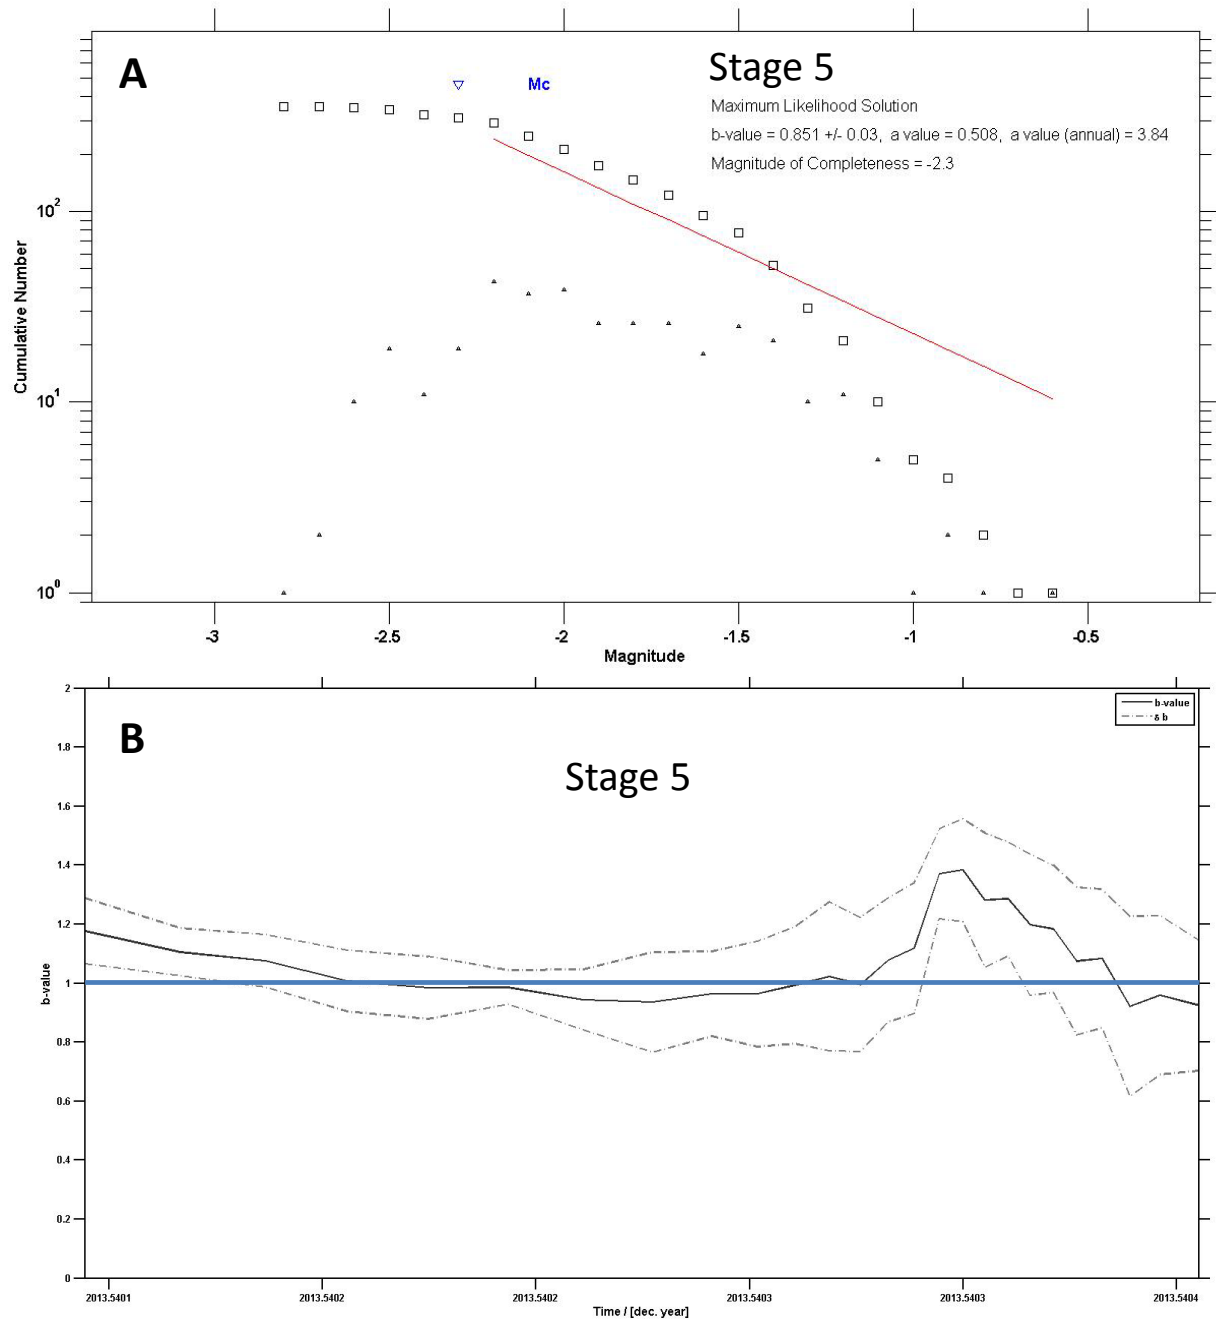 A
Stage 5
Mc
Maximum Likelihood Solution
b-value = 0.851 +/- 0.03, a value = 0.508, a value (annual) = 3.84
Magnitude of Completeness = -2.3
Cumulative Number
10^2
10^1
10^0
-3 -2.5 -2 -1.5 -1 -0.5
Magnitude
B
Stage 5
b-value
δ b
2
1.8
1.6
1.4
1.2
1
0.8
0.6
0.4
0.2
0
b-value
2013.5401 2013.5402 2013.5402 2013.5403 2013.5403 2013.5404
Time / [dec. year]